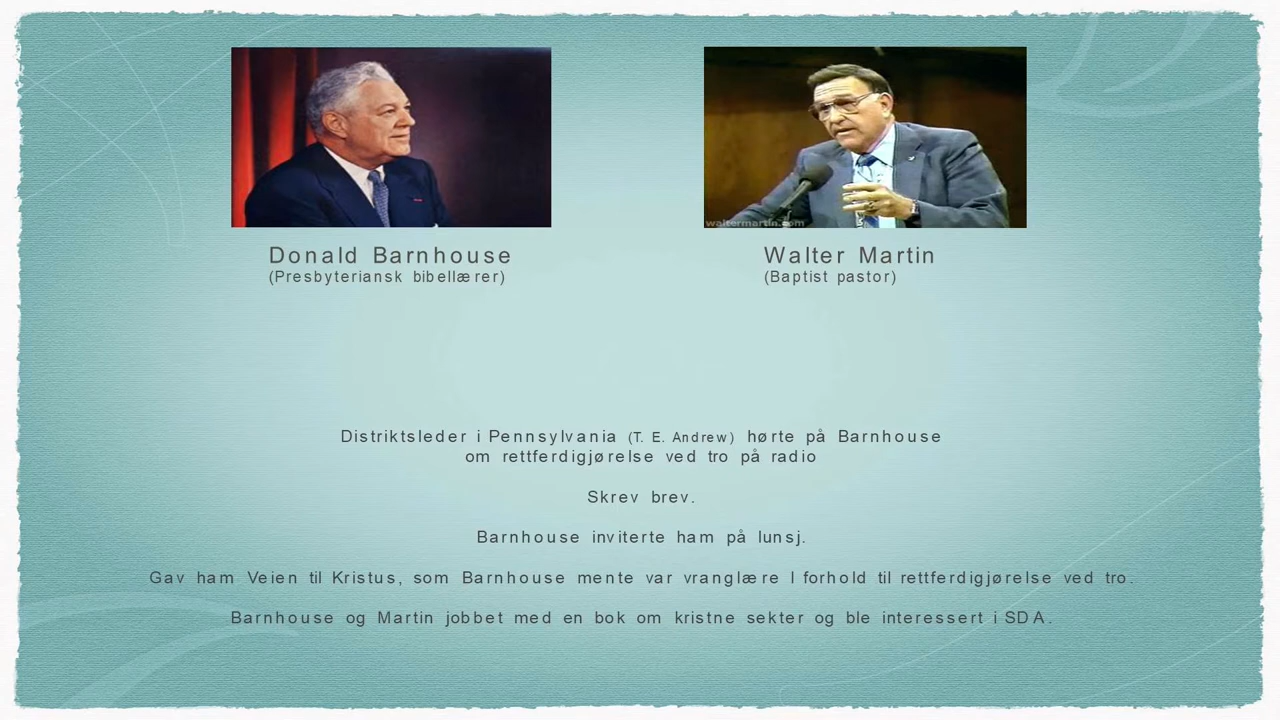 waltermartin.com
Donald Barnhouse
(Presbyteriansk bibellærer)
Walter Martin
(Baptist pastor)
Distriktsleder i Pennsylvania (T. E. Andrew) hørte på Barnhouse
om rettferdigjørelse ved tro på radio
Skrev brev.
Barnhouse inviterte ham på lunsj.
Gav ham Veien til Kristus, som Barnhouse mente var vranglære I forhold til rettferdigjørelse ved tro.
Barnhouse og Martin jobbet med en bok om kristne sekter og ble interessert i SDA.